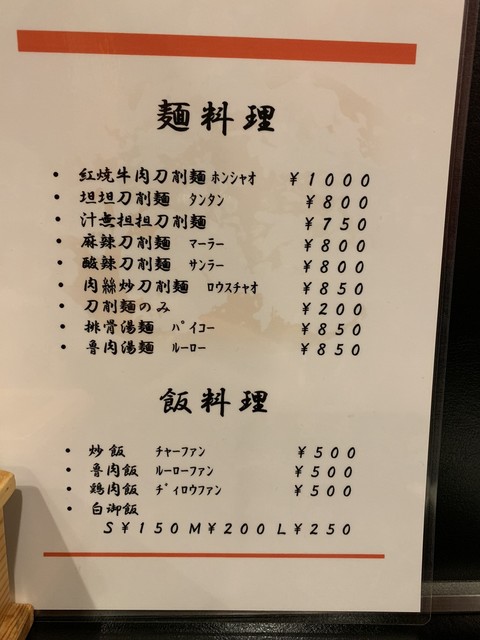 麺料理
・ 紅焼牛肉刀削麺 ホンシャオ ￥1000
・ 坦坦刀削麺 タンタン ￥800
・ 汁無担担刀削麺 ￥750
・ 麻辣刀削麺 マーラー ￥800
・ 酸辣刀削麺 サンラー ￥800
・ 肉絲炒刀削麺 ロウスチャオ ￥850
・ 刀削麺のみ ￥200
・ 排骨湯麺 パイコー ￥850
・ 魯肉湯麺 ルーロー ￥850
飯料理
・ 炒飯 チャーファン ￥500
・ 魯肉飯 ルーローファン ￥500
・ 鶏肉飯 ヂィロウファン ￥500
・ 白御飯
S￥150M￥200L￥250